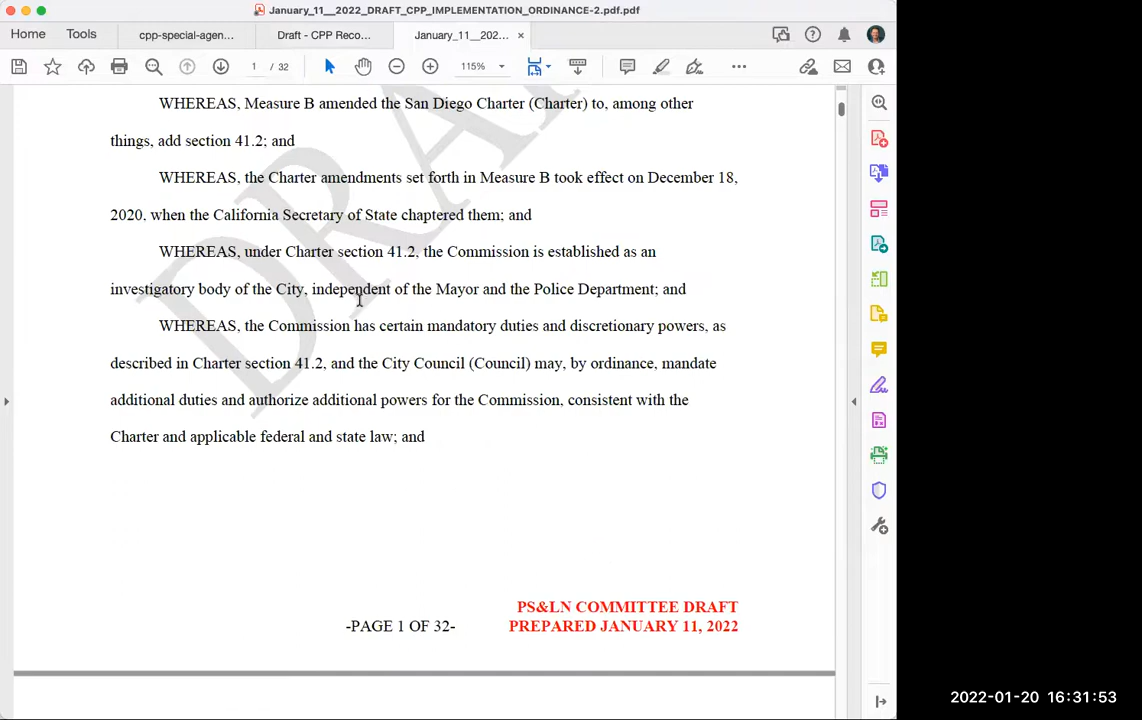 January_11__2022_DRAFT_CPP_IMPLEMENTATION_ORDINANCE-2.pdf.pdf
Home Tools cpp-special-agen... Draft - CPP Reco... January_11__202... ×
1 / 32 115%
WHEREAS, Measure B amended the San Diego Charter (Charter) to, among other
things, add section 41.2; and
WHEREAS, the Charter amendments set forth in Measure B took effect on December 18,
2020, when the California Secretary of State chaptered them; and
WHEREAS, under Charter section 41.2, the Commission is established as an
investigatory body of the City, independent of the Mayor and the Police Department; and
WHEREAS, the Commission has certain mandatory duties and discretionary powers, as
described in Charter section 41.2, and the City Council (Council) may, by ordinance, mandate
additional duties and authorize additional powers for the Commission, consistent with the
Charter and applicable federal and state law; and
PS&LN COMMITTEE DRAFT
-PAGE 1 OF 32- PREPARED JANUARY 11, 2022
2022-01-20 16:31:53